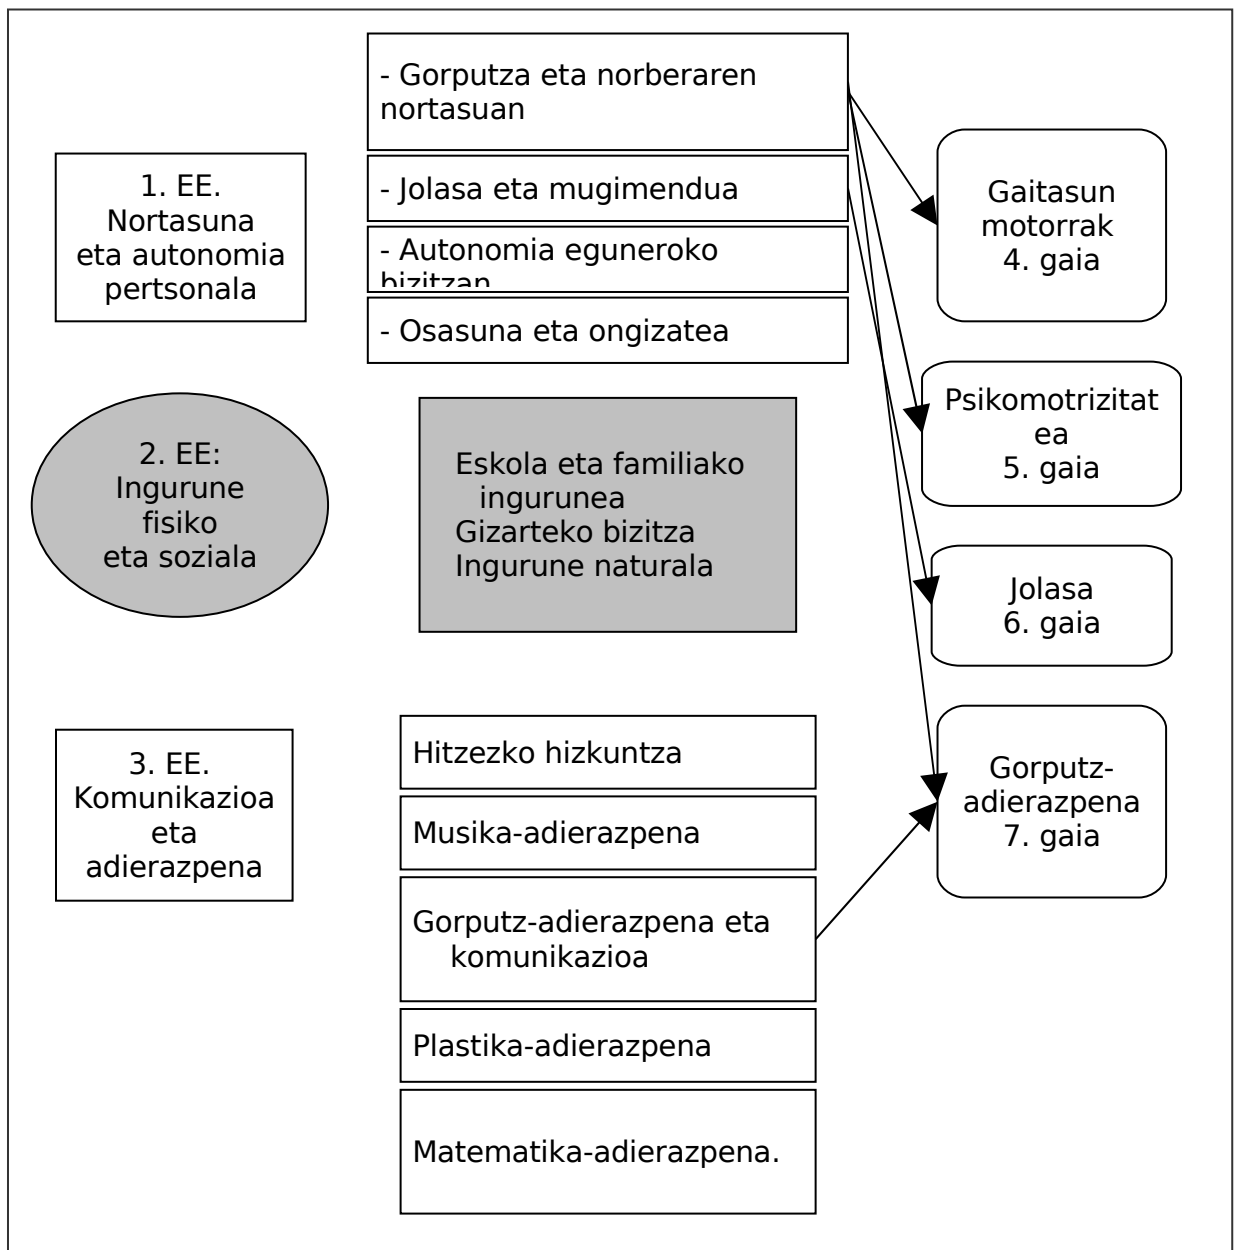 - Gorputza eta norberaren
nortasuan
- Jolasa eta mugimendua
- Autonomia eguneroko
bizitzan
- Osasuna eta ongizatea
1. EE.
Nortasuna
eta autonomia
pertsonala
Gaitasun
motorrak
4. gaia
Psikomotrizitat
ea
5. gaia
2. EE:
Ingurune
fisiko
eta soziala
Eskola eta familiako
ingurunea
Gizarteko bizitza
Ingurune naturala
Jolasa
6. gaia
3. EE.
Komunikazioa
eta
adierazpena
Hitzezko hizkuntza
Musika-adierazpena
Gorputz-adierazpena eta
komunikazioa
Plastika-adierazpena
Matematika-adierazpena.
Gorputz-
adierazpena
7. gaia